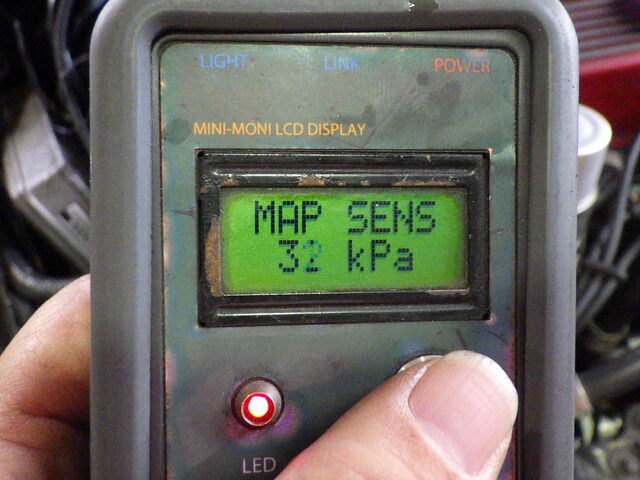 LIGHT LINK POWER
MINI-MONI LCD DISPLAY
MAP SENS
32 kPa
LED